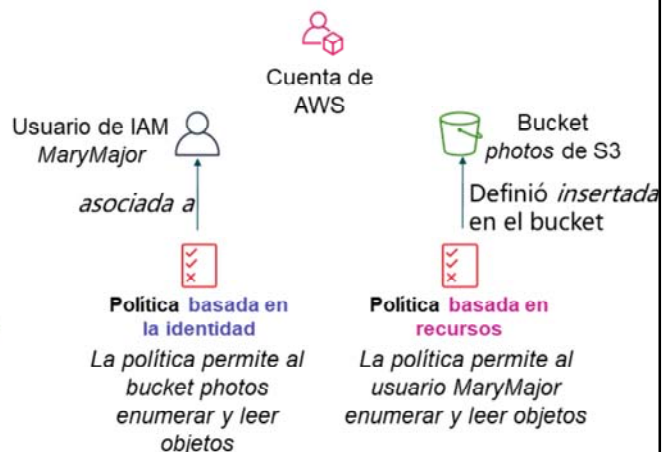 Cuenta de
AWS
Usuario de IAM
MaryMajor
Bucket
photos de S3
asociada a
Definió insertada
en el bucket
Política basada en
la identidad
La política permite al
bucket photos
enumerar y leer
objetos
Política basada en
recursos
La política permite al
usuario MaryMajor
enumerar y leer objetos